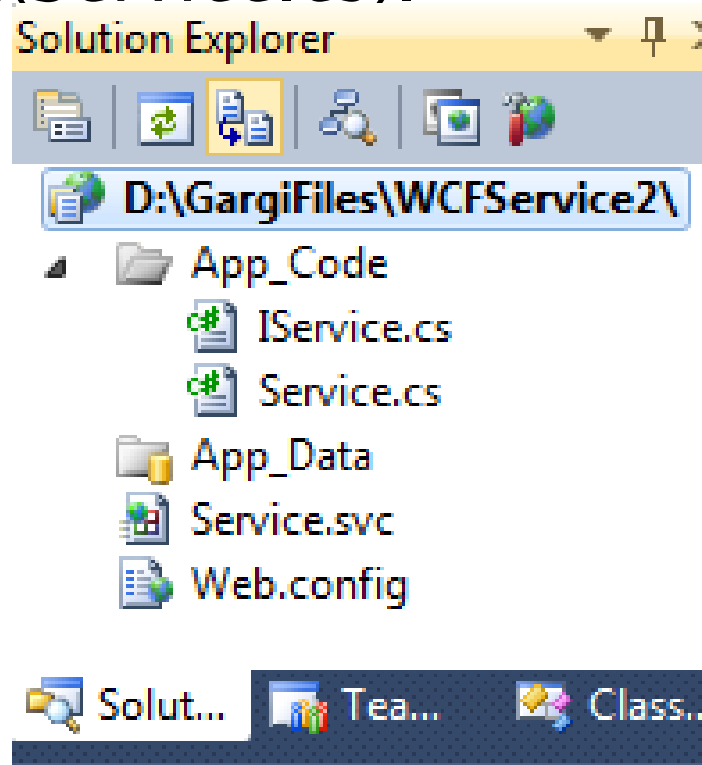 Solution Explorer
D:\GargiFiles\WCFService2\
App_Code
IService.cs
Service.cs
App_Data
Service.svc
Web.config
Solut... Tea... Class..